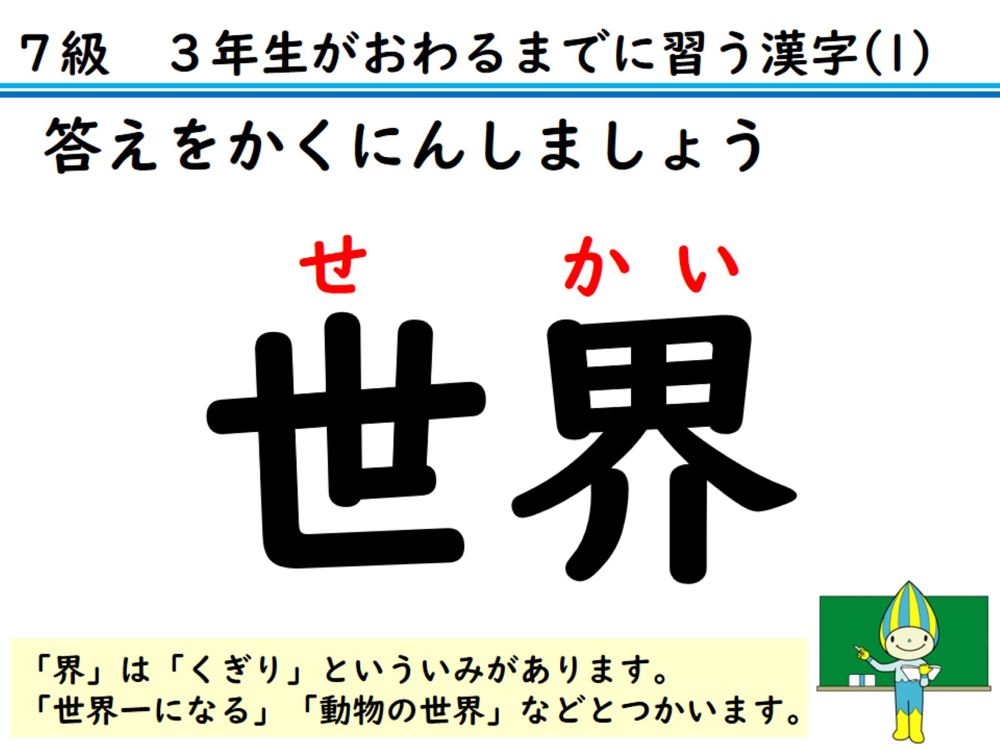 ７級　３年生がおわるまでに習う漢字(１)
答えをかくにんしましょう
せ　かい
世界
「界」は「くぎり」といういみがあります。
「世界一になる」「動物の世界」などとつかいます。